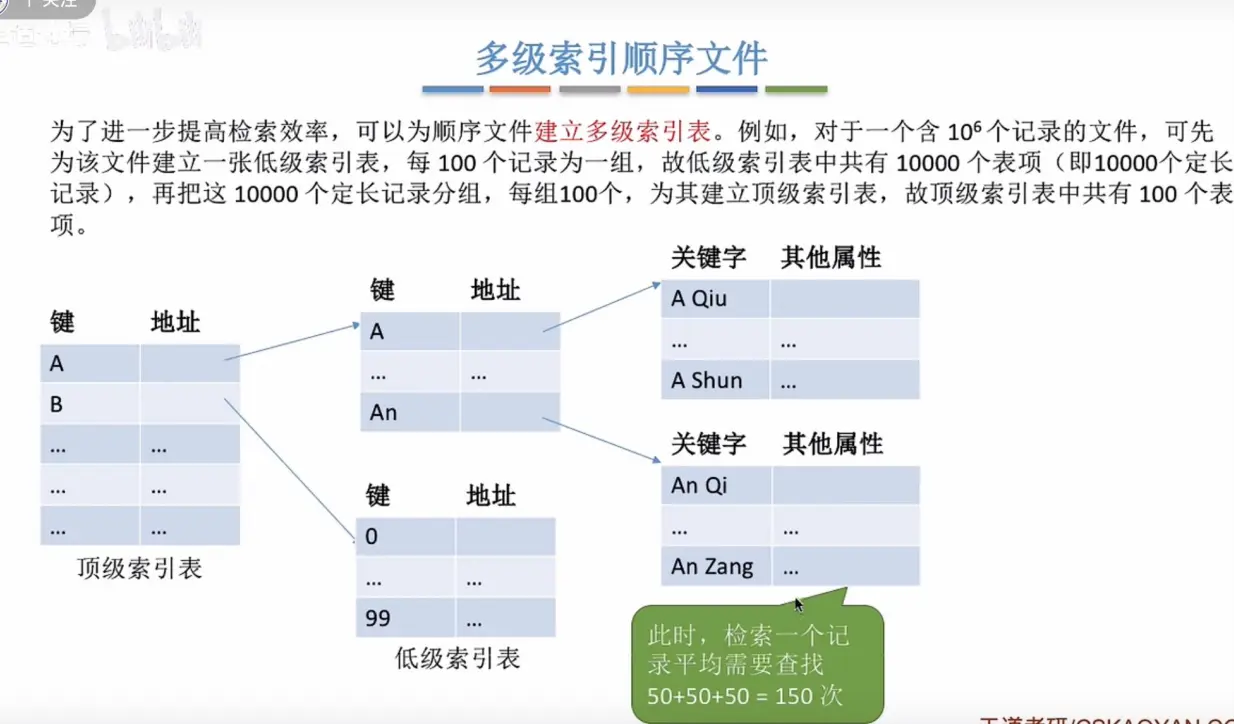 个关注
bilibili
多级索引顺序文件
为了进一步提高检索效率，可以为顺序文件建立多级索引表。例如，对于一个含 10⁶ 个记录的文件，可先
为该文件建立一张低级索引表，每 100 个记录为一组，故低级索引表中共有 10000 个表项（即10000个定长
记录），再把这 10000 个定长记录分组，每组100个，为其建立顶级索引表，故顶级索引表中共有 100 个表
项。
键 地址
A
B
... ...
... ...
... ...
顶级索引表
键 地址
A
... ...
An
键 地址
0
... ...
99 ...
低级索引表
关键字 其他属性
A Qiu
... ...
A Shun ...
关键字 其他属性
An Qi
... ...
An Zang ...
此时，检索一个记
录平均需要查找
50+50+50 = 150 次